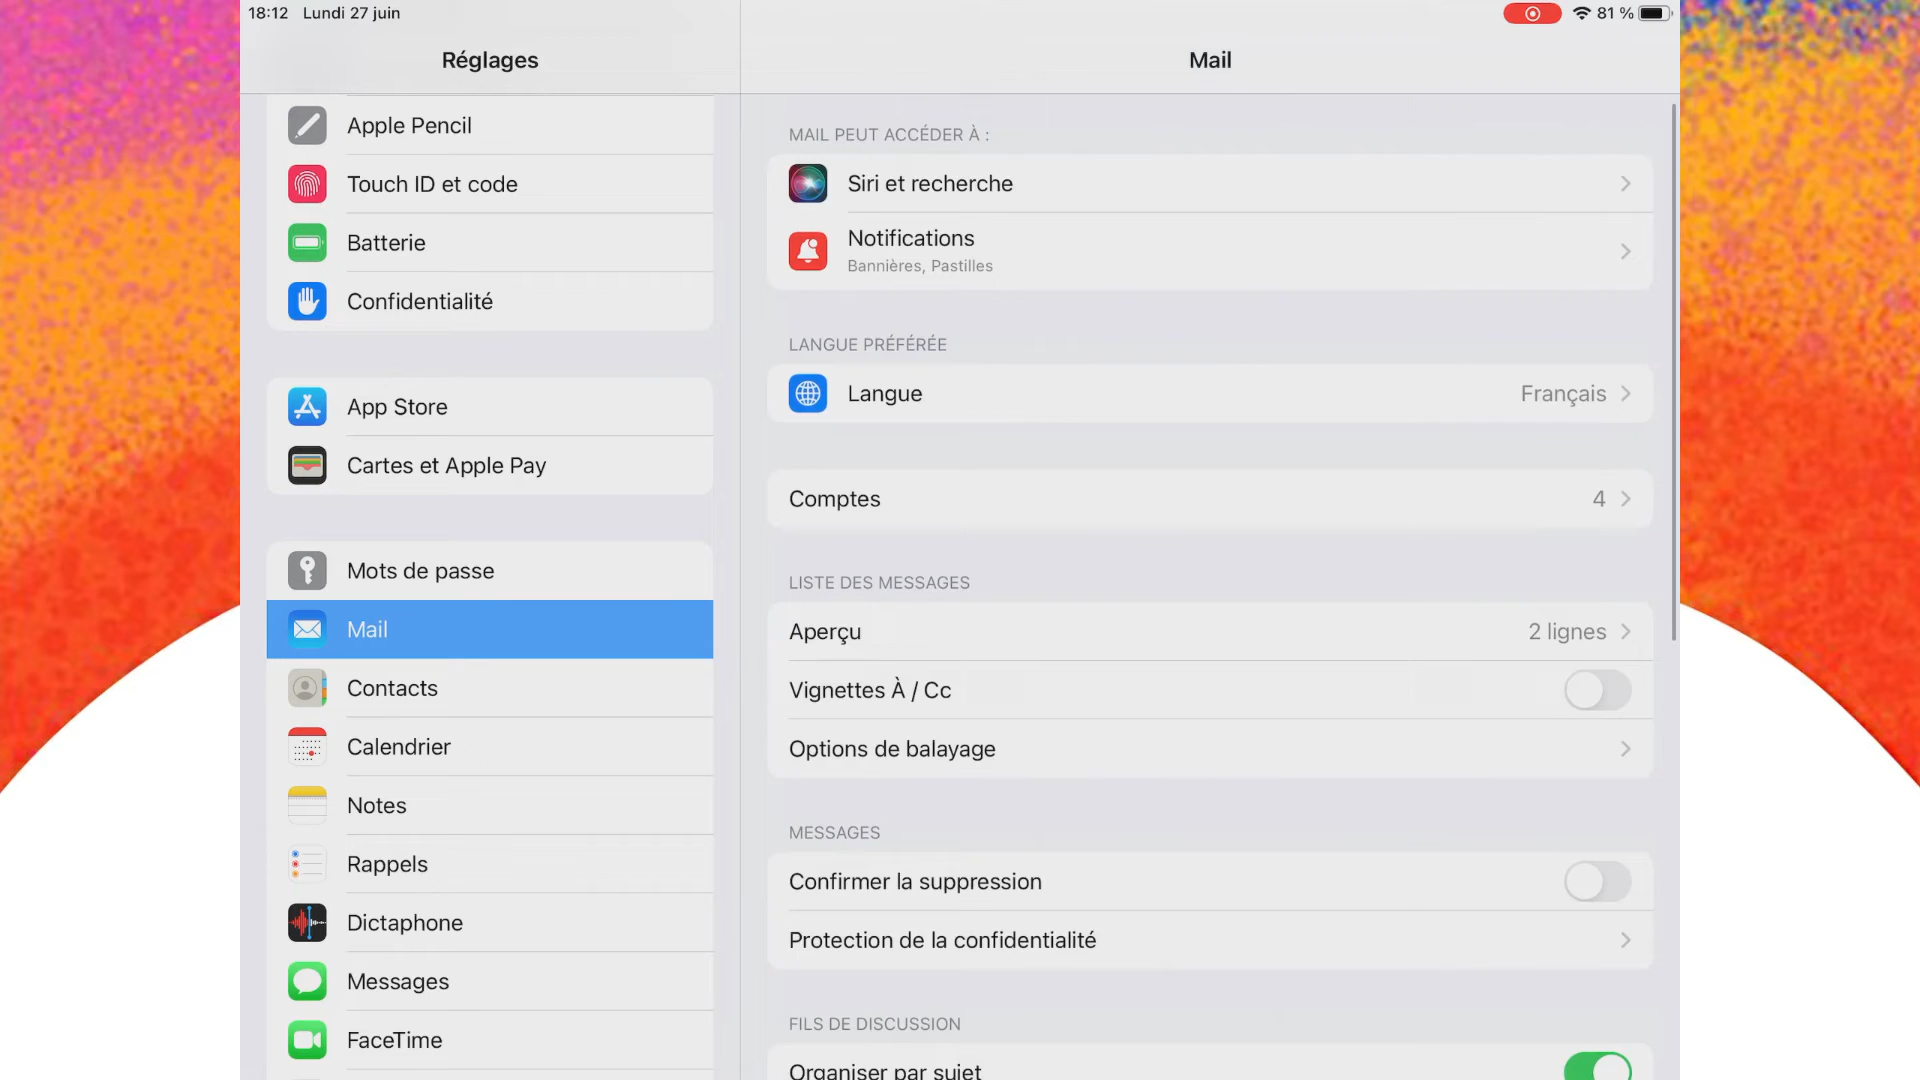 18:12 Lundi 27 juin
81 %
Réglages
Mail
Apple Pencil
Touch ID et code
Batterie
Confidentialité
App Store
Cartes et Apple Pay
Mots de passe
Mail
Contacts
Calendrier
Notes
Rappels
Dictaphone
Messages
FaceTime
MAIL PEUT ACCÉDER À :
Siri et recherche
Notifications
Bannières, Pastilles
LANGUE PRÉFÉRÉE
Langue Français
Comptes 4
LISTE DES MESSAGES
Aperçu 2 lignes
Vignettes À / Cc
Options de balayage
MESSAGES
Confirmer la suppression
Protection de la confidentialité
FILS DE DISCUSSION
Organiser par sujet